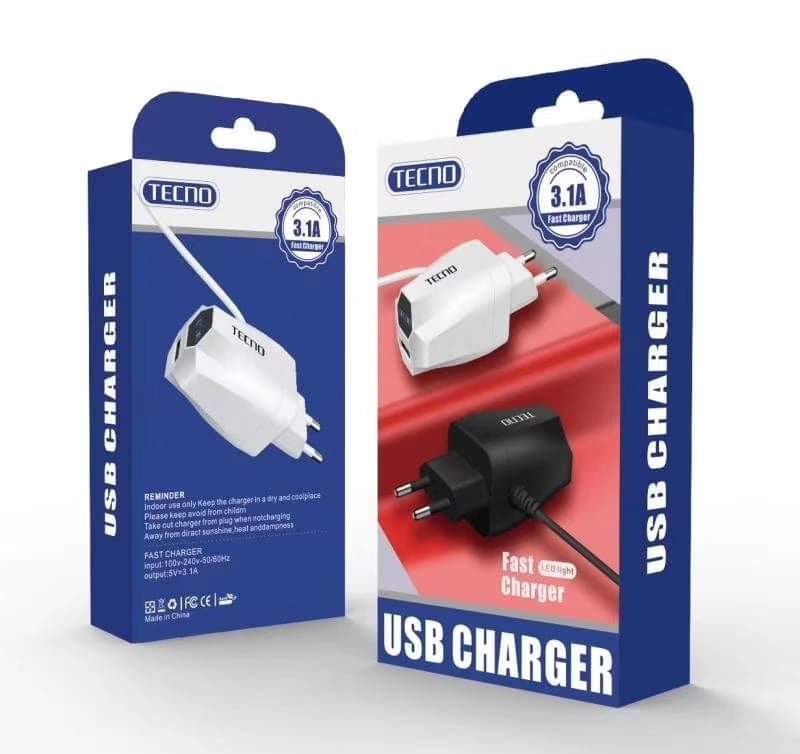 TECNO
compatible
3.1A
Fast Charger
TECNO
REMINDER
Indoor use only Keep the charger in a dry and coolplace
Please keep avoid from childrn
Take out charger from plug when notcharging
Away from diract sunshine,heat anddampness
FAST CHARGER
input:100v-240v-50/60Hz
output:5V=3.1A
FC CE
Made in China
USB CHARGER
TECNO
compatible
3.1A
Fast Charger
TECNO
TECNO
Fast LED light
Charger
USB CHARGER
USB CHARGER